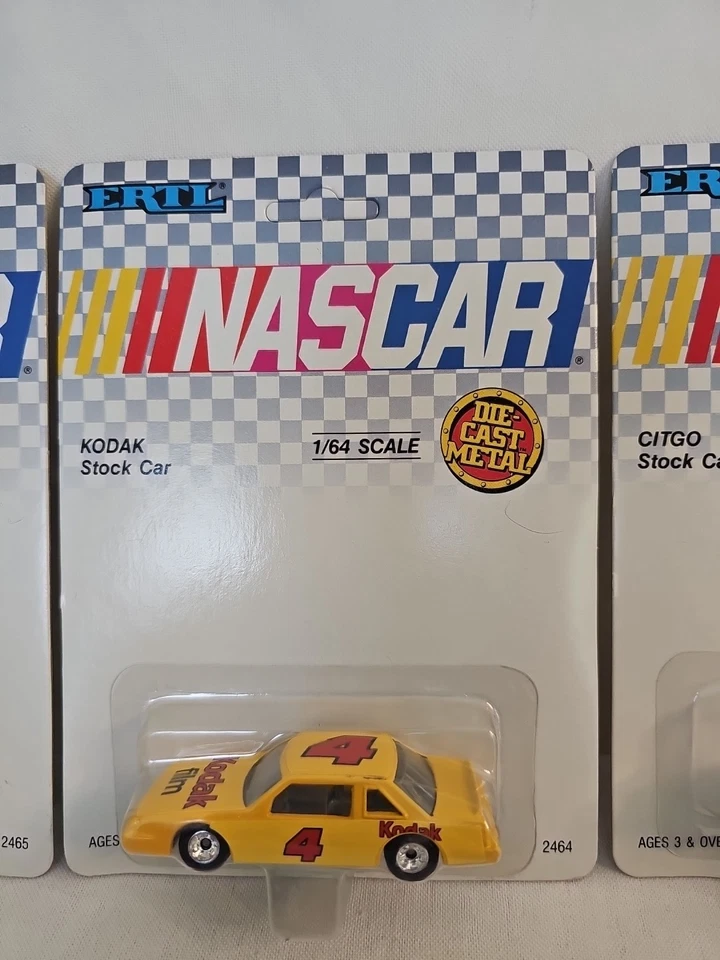 ERTL®
NASCAR®
KODAK
Stock Car
1/64 SCALE
DIE-
CAST
METAL
Kodak
film
4
4
Kodak
AGES
2464
®
2465
ER
CITGO
Stock Ca
AGES 3 & OVE